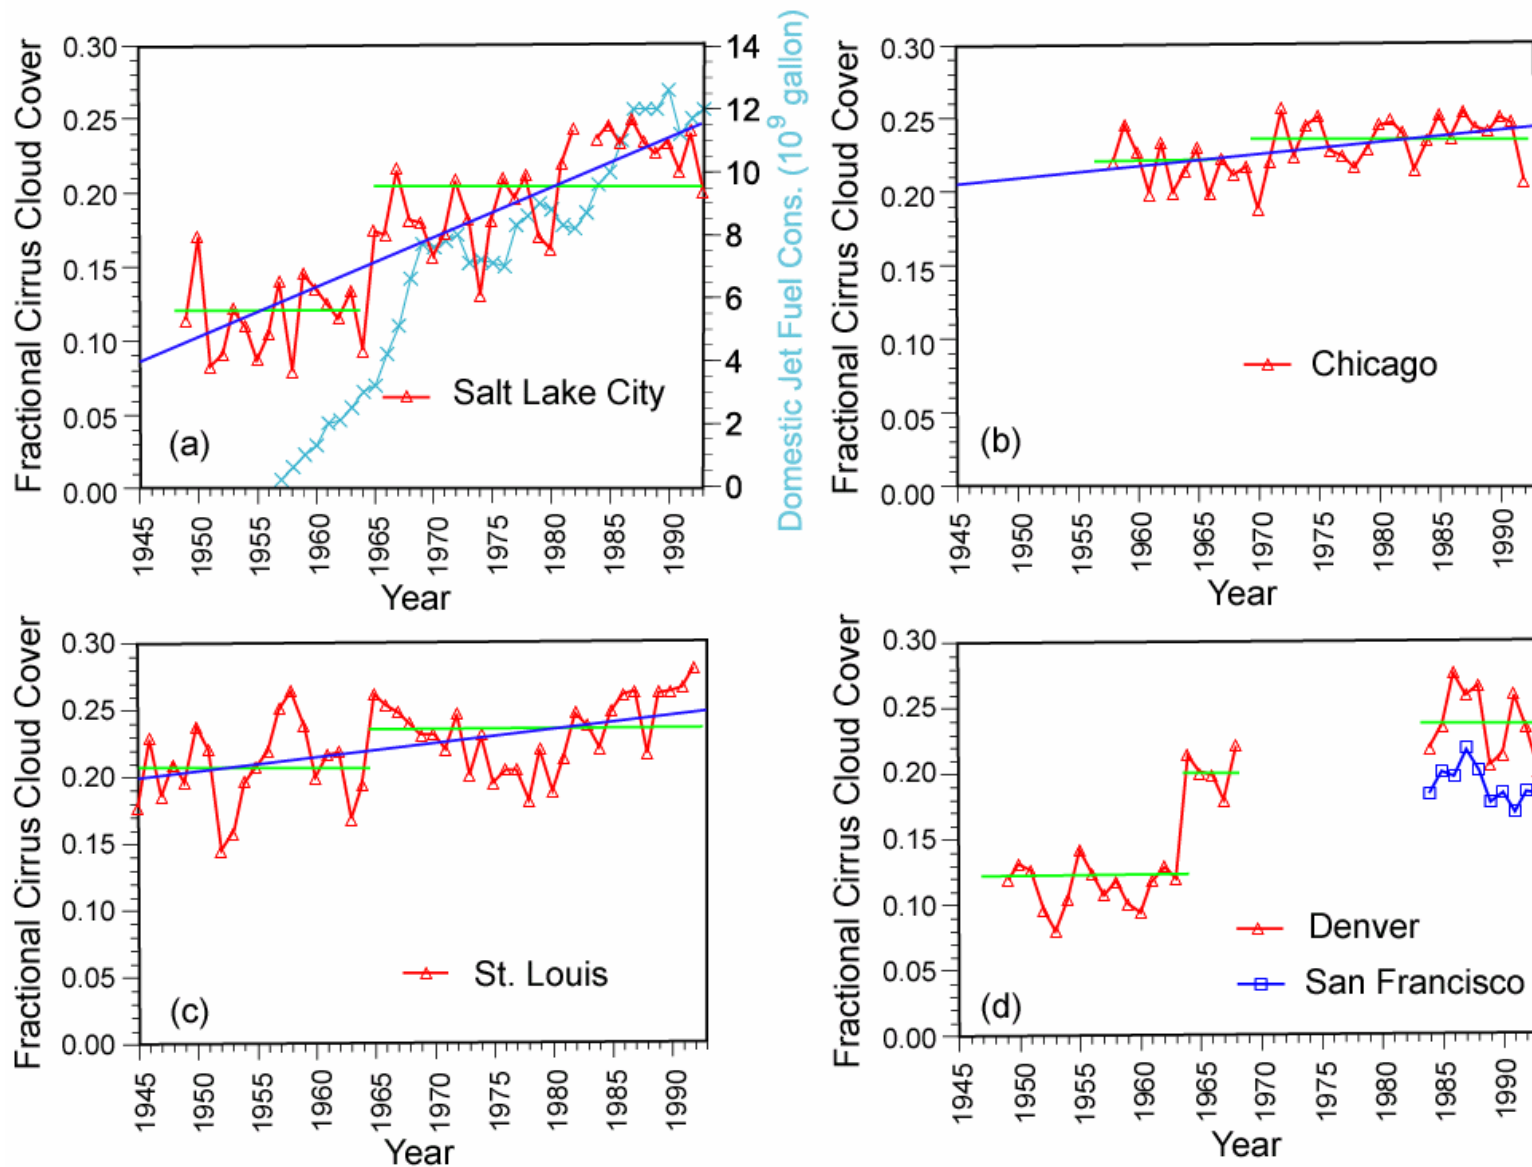 Fractional Cirrus Cloud Cover
0.30
0.25
0.20
0.15
0.10
0.05
0.00
(a)
Salt Lake City
14
12
10
8
6
4
2
0
Domestic Jet Fuel Cons. (10⁹ gallon)
1945 1950 1955 1960 1965 1970 1975 1980 1985 1990
Year
Fractional Cirrus Cloud Cover
0.30
0.25
0.20
0.15
0.10
0.05
0.00
(b)
Chicago
1945 1950 1955 1960 1965 1970 1975 1980 1985 1990
Year
Fractional Cirrus Cloud Cover
0.30
0.25
0.20
0.15
0.10
0.05
0.00
(c)
St. Louis
1945 1950 1955 1960 1965 1970 1975 1980 1985 1990
Year
Fractional Cirrus Cloud Cover
0.30
0.25
0.20
0.15
0.10
0.05
0.00
(d)
Denver
San Francisco
1945 1950 1955 1960 1965 1970 1975 1980 1985 1990
Year